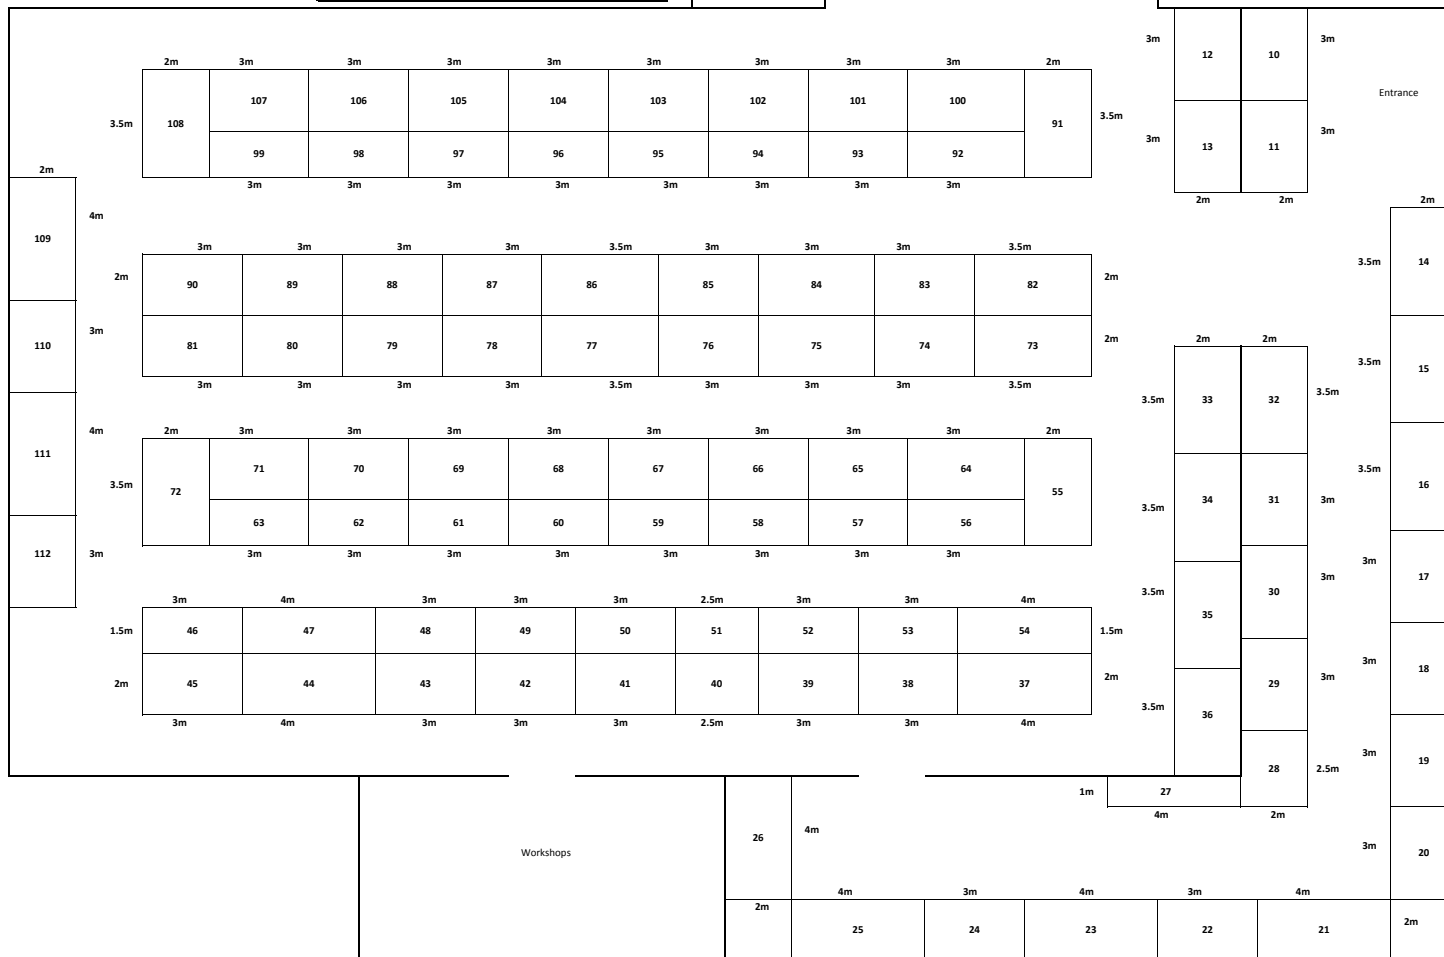 3m 12 10 3m
Entrance
2m 3m 3m 3m 3m 3m 3m 3m 3m 2m
107 106 105 104 103 102 101 100
3.5m 108 91 3.5m
99 98 97 96 95 94 93 92
3m 3m 3m 3m 3m 3m 3m 3m
3m 13 11 3m
2m 2m
2m
109 4m
3m 3m 3m 3m 3.5m 3m 3m 3m 3.5m
2m 90 89 88 87 86 85 84 83 82 2m
110 3m
81 80 79 78 77 76 75 74 73 2m
3m 3m 3m 3m 3.5m 3m 3m 3m 3.5m
2m
3.5m 14
2m 2m
3.5m 15
3.5m 33 32 3.5m
111 4m
2m 3m 3m 3m 3m 3m 3m 3m 3m 2m
71 70 69 68 67 66 65 64
3.5m 72 55
63 62 61 60 59 58 57 56
3m 3m 3m 3m 3m 3m 3m 3m
3.5m 16
3.5m 34 31 3m
112 3m
3m 17
3m 4m 3m 3m 3m 2.5m 3m 3m 4m
1.5m 46 47 48 49 50 51 52 53 54 1.5m
2m 45 44 43 42 41 40 39 38 37 2m
3m 4m 3m 3m 3m 2.5m 3m 3m 4m
3.5m 35 30 3m
3m 18
3.5m 36 29 3m
3m 19
28 2.5m
1m 27
4m 2m
26 4m
3m 20
Workshops
2m 4m 3m 4m 3m 4m
25 24 23 22 21 2m